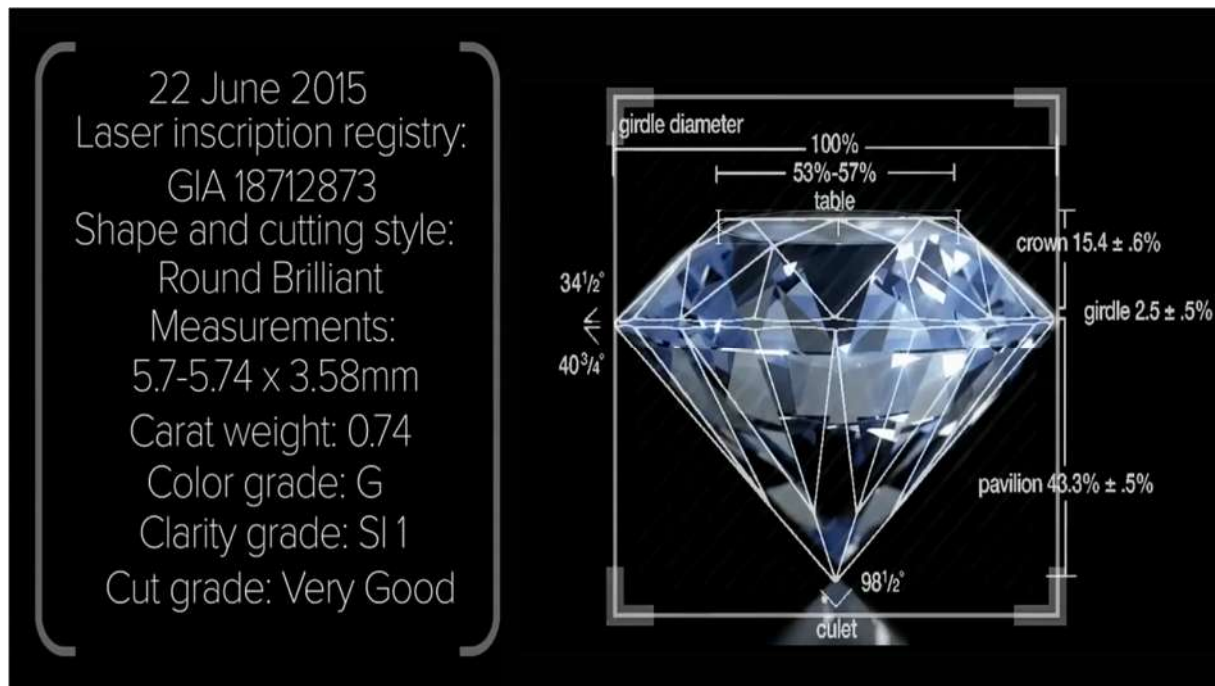 22 June 2015
Laser inscription registry:
GIA 18712873
Shape and cutting style:
Round Brilliant
Measurements:
5.7-5.74 x 3.58mm
Carat weight: 0.74
Color grade: G
Clarity grade: SI 1
Cut grade: Very Good
girdle diameter
100%
53%-57%
table
crown 15.4 ± .6%
34½°
girdle 2.5 ± .5%
40¾°
pavilion 43.3% ± .5%
98½°
culet